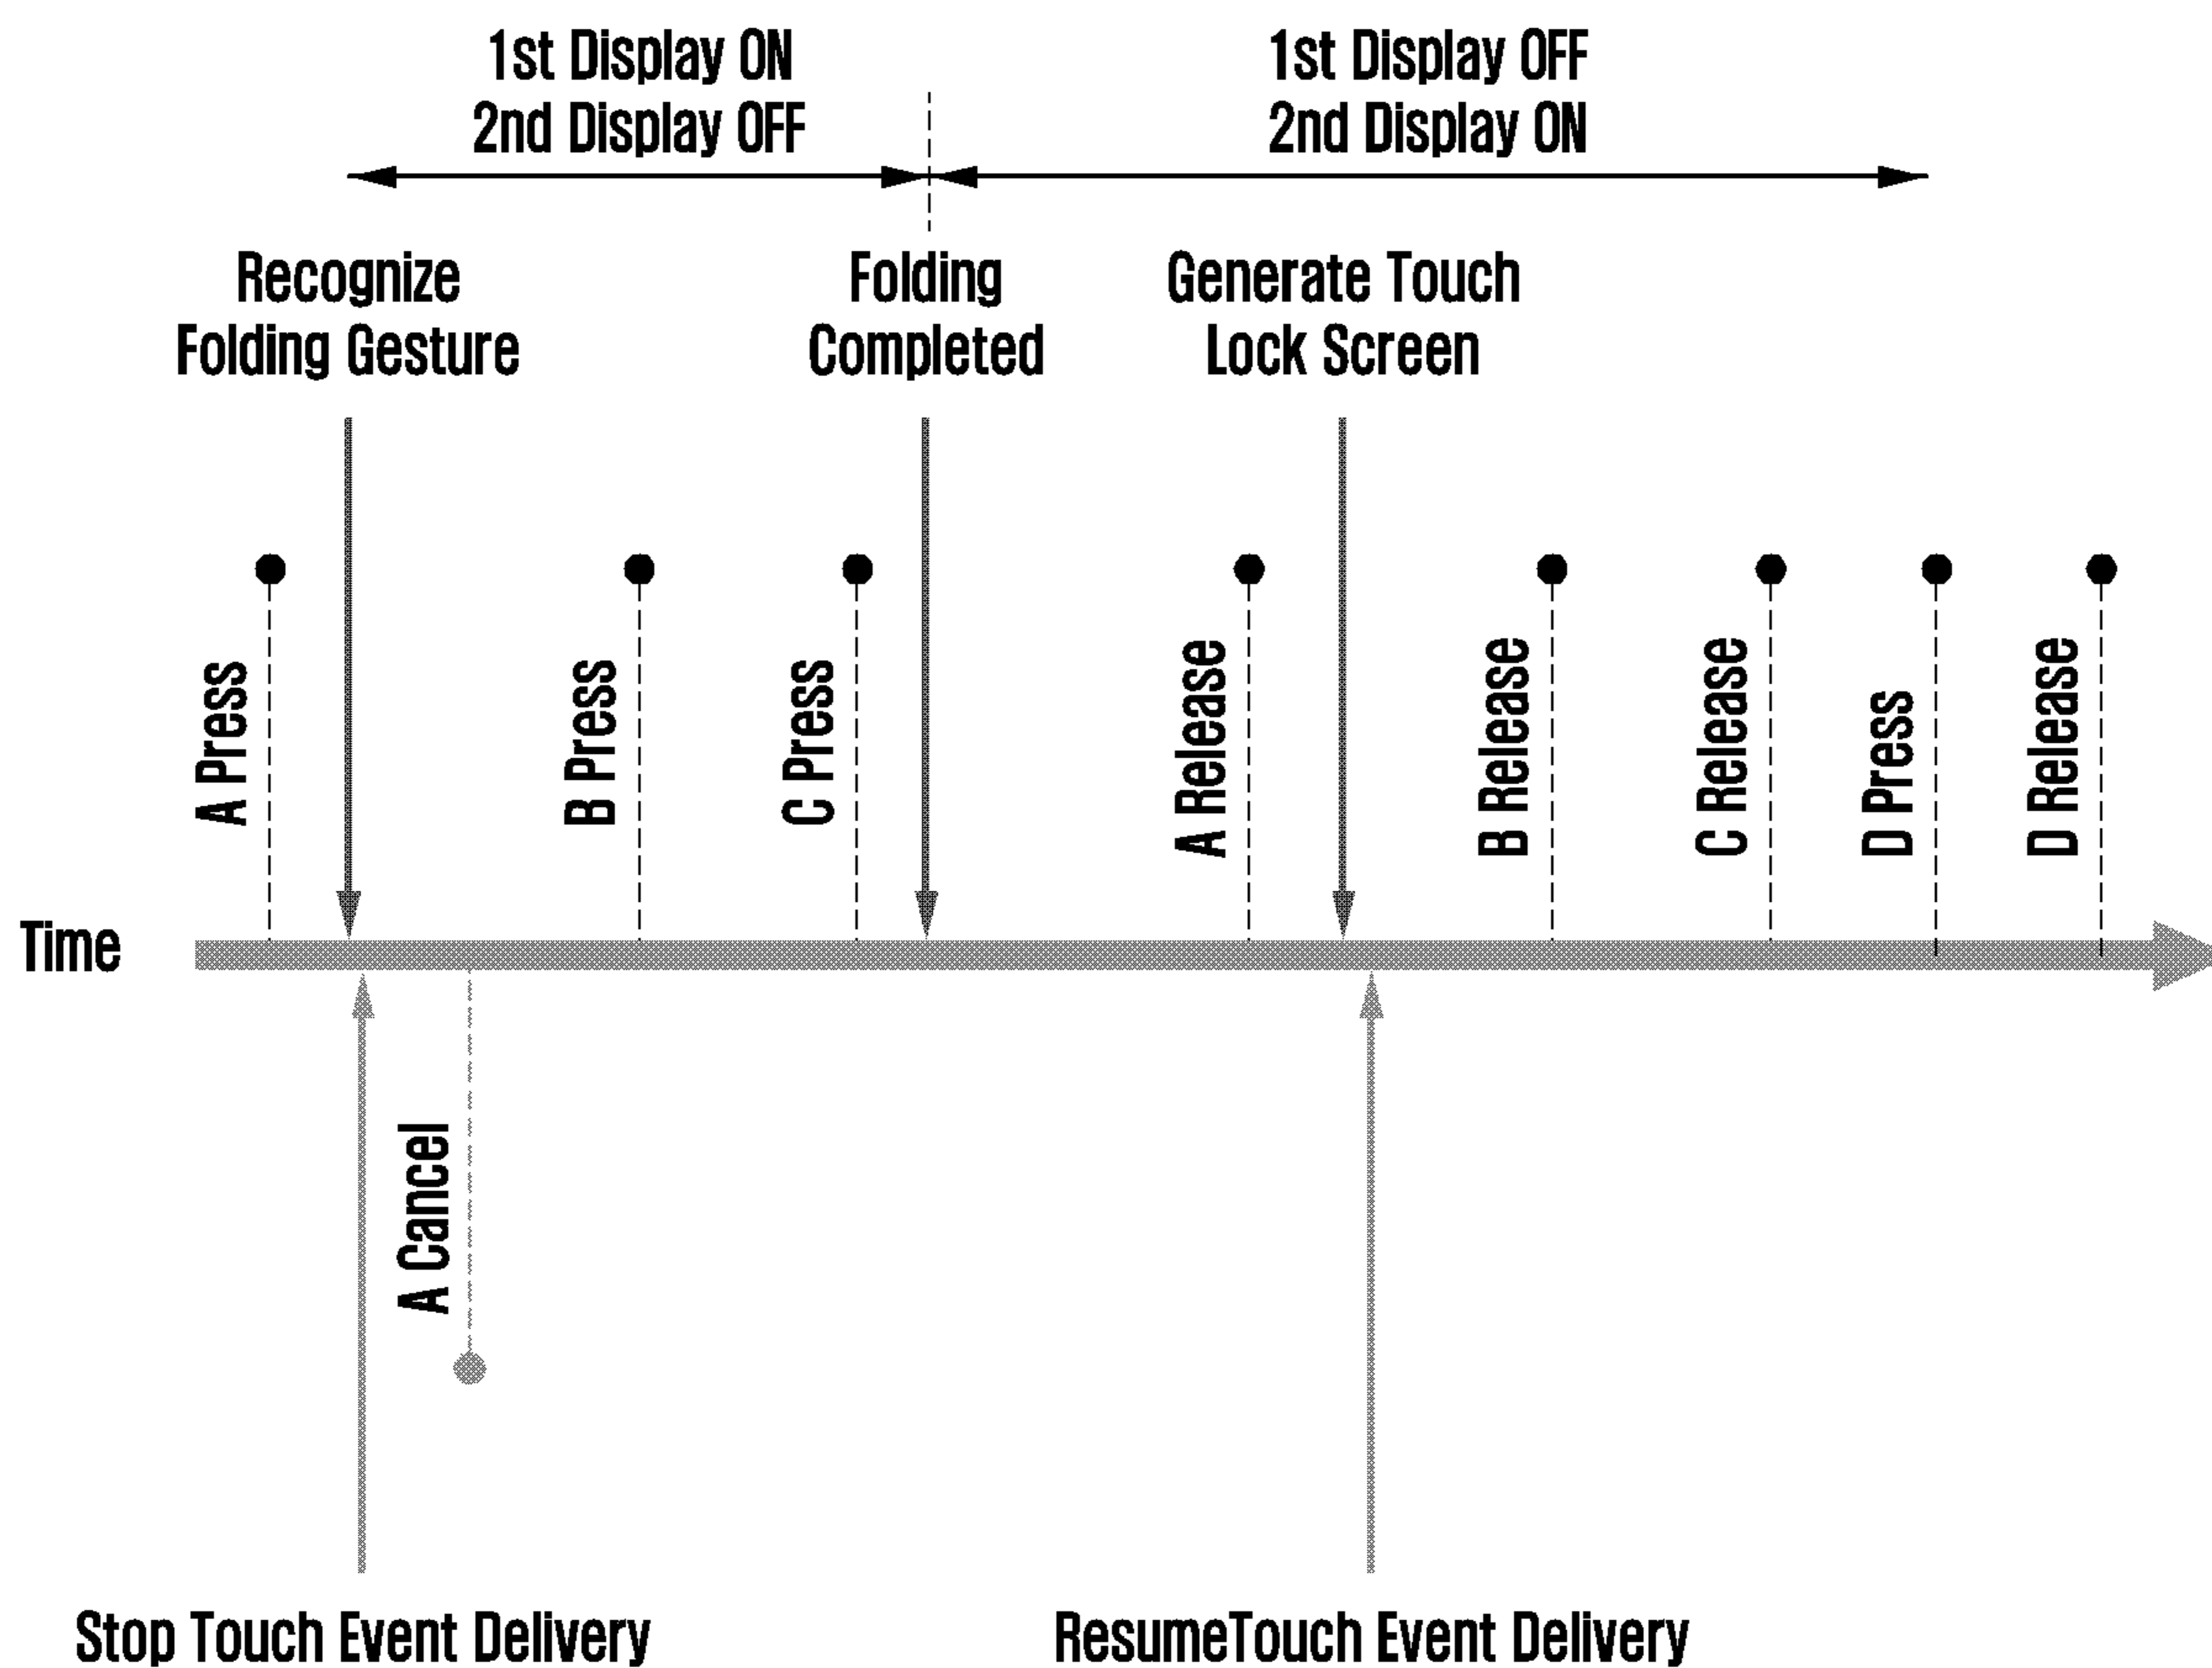 1st Display ON
2nd Display OFF
1st Display OFF
2nd Display ON
Recognize
Folding Gesture
Folding
Completed
Generate Touch
Lock Screen
A Press
B Press
C Press
A Release
B Release
C Release
D Press
D Release
Time
A Cancel
Stop Touch Event Delivery
ResumeTouch Event Delivery